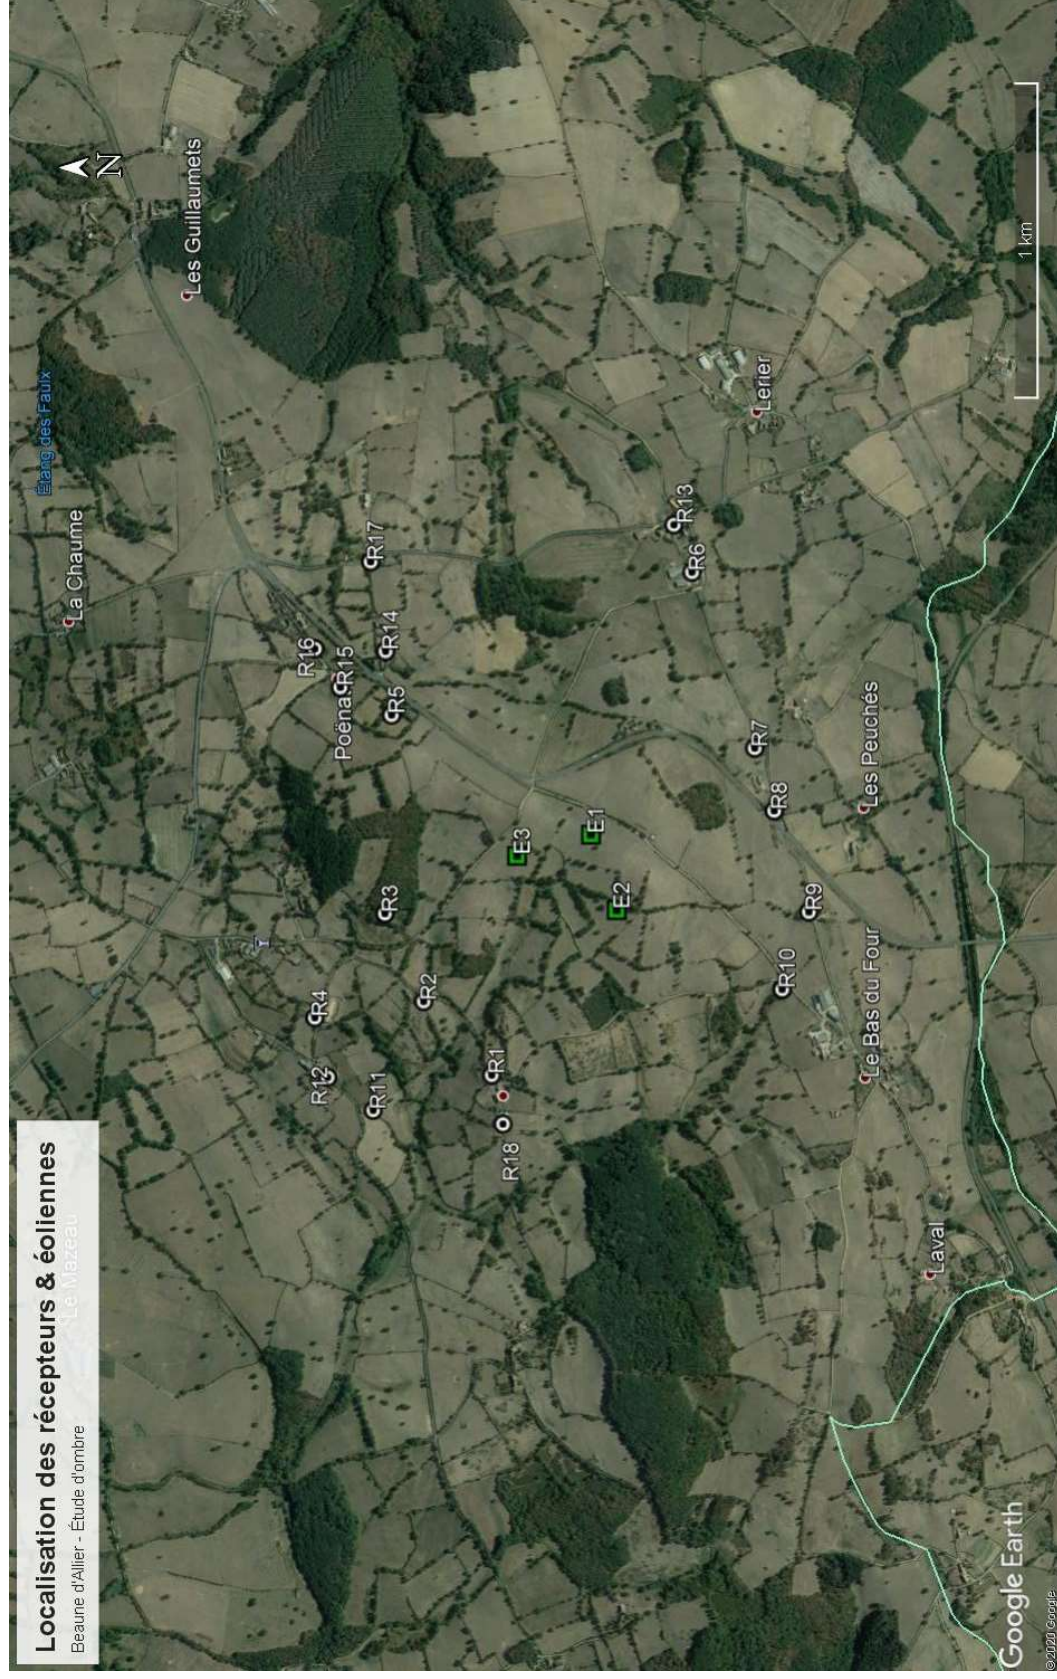 Localisation des récepteurs & éoliennes
Le Mazeau
Beaune d'Allier - Étude d'ombre
La Chaume
Étang des Faulx
N
Les Guillaumets
R12
R4
R16
R11
R3
Poëna
R15
R5
R14
R17
R2
R18
R1
E3
E2
E1
R6
R13
R10
R9
R8
R7
Lerier
Le Bas du Four
Les Peuchés
Laval
1 km
Google Earth
©2020 Google